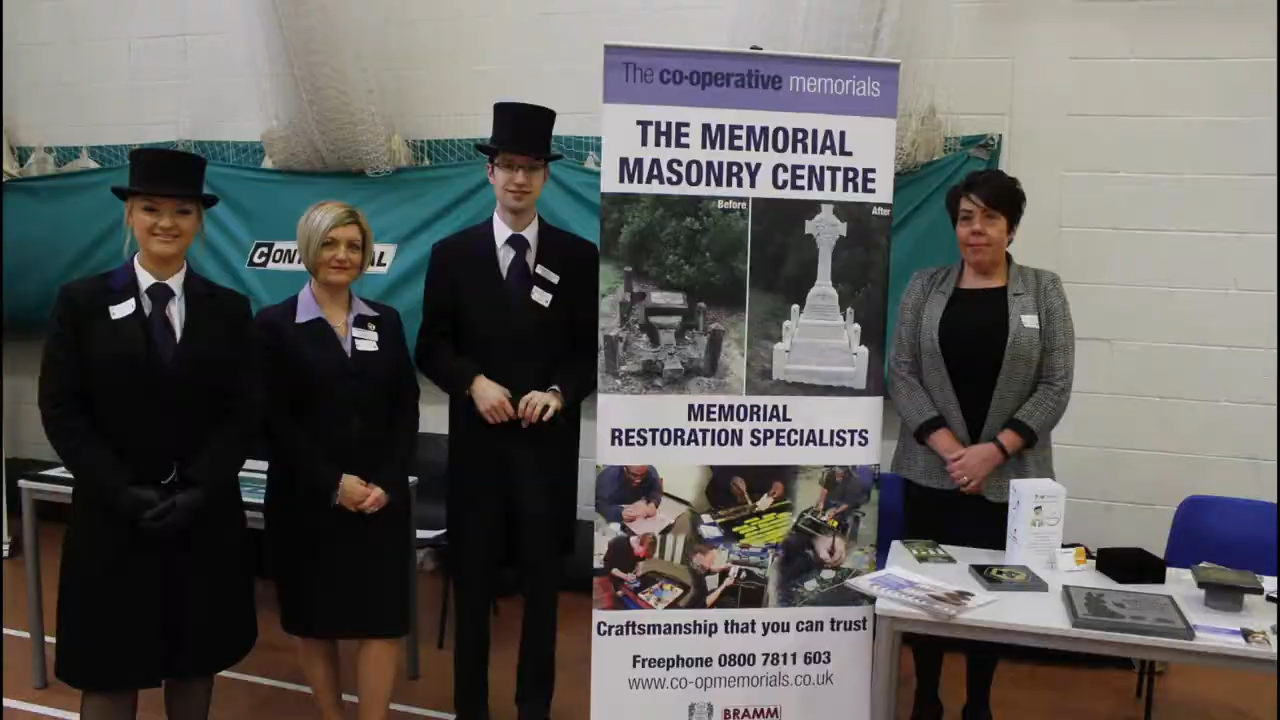 The co-operative memorials
THE MEMORIAL
MASONRY CENTRE
Before
After
MEMORIAL
RESTORATION SPECIALISTS
Craftsmanship that you can trust
Freephone 0800 7811 603
www.co-opmemorials.co.uk
BRAMM